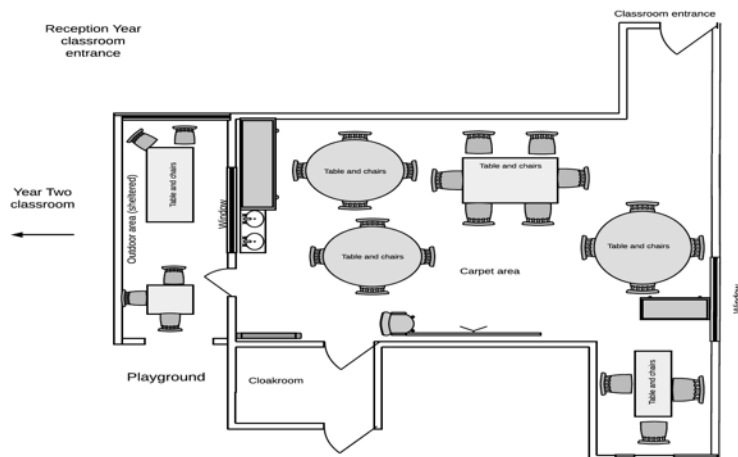 Classroom entrance
Reception Year
classroom
entrance
Table and chairs
Table and chairs
Table and chairs
Year Two
classroom
Outdoor area (sheltered)
Window
Table and chairs
Table and chairs
Carpet area
Window
Table and chairs
Playground
Cloakroom